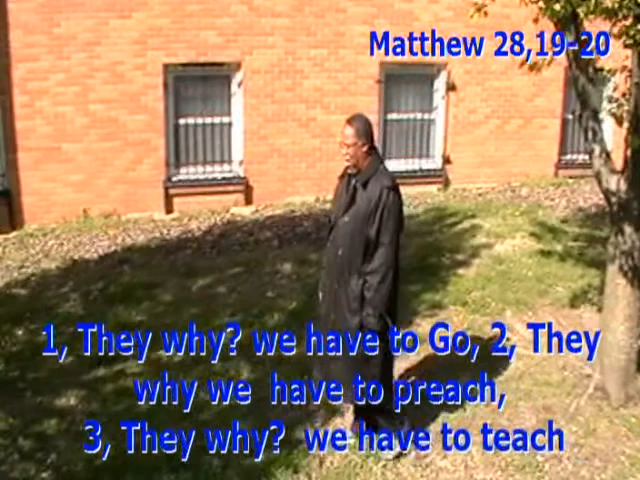 Matthew 28,19-20
1, They why? we have to Go, 2, They
why we have to preach,
3, They why? we have to teach